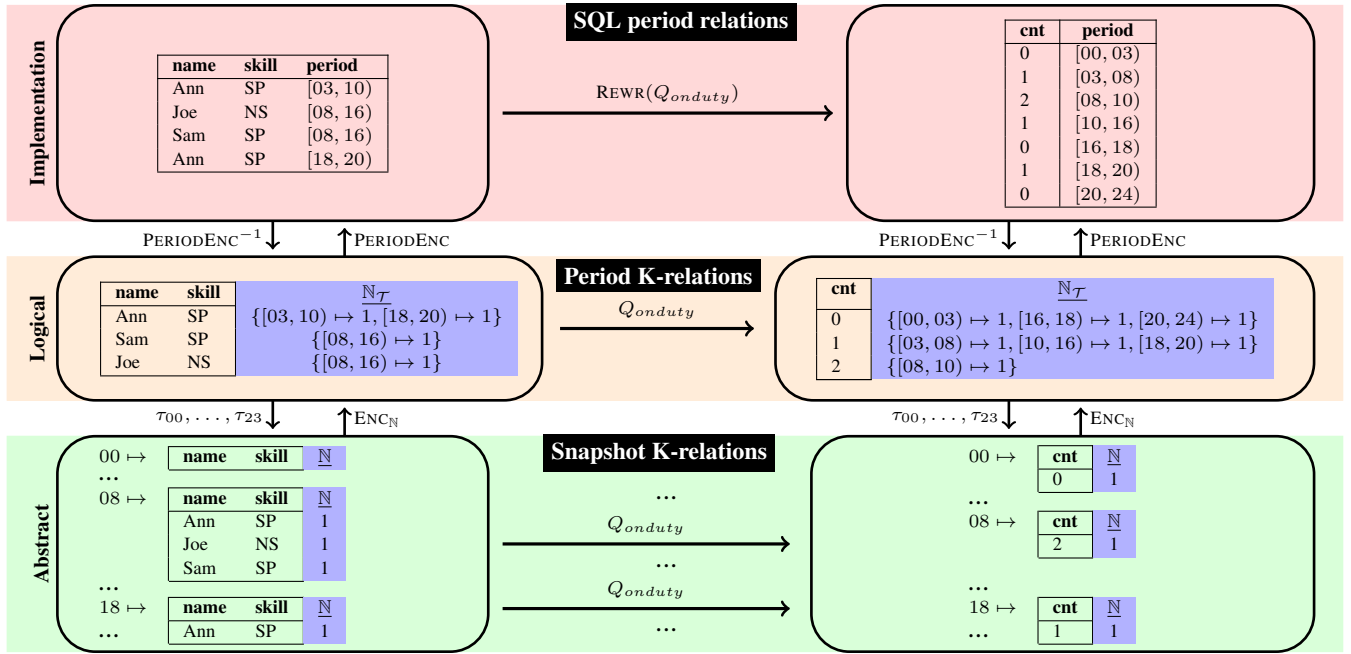 SQL period relations
Implementation
name skill period
Ann SP [03, 10)
Joe NS [08, 16)
Sam SP [08, 16)
Ann SP [18, 20)
REWR(Q_onduty)
cnt period
0 [00, 03)
1 [03, 08)
2 [08, 10)
1 [10, 16)
0 [16, 18)
1 [18, 20)
0 [20, 24)
PERIODENC⁻¹ PERIODENC
PERIODENC⁻¹ PERIODENC
Period K-relations
Logical
name skill ℕ_𝒯
Ann SP {[03, 10) ↦ 1, [18, 20) ↦ 1}
Sam SP {[08, 16) ↦ 1}
Joe NS {[08, 16) ↦ 1}
Q_onduty
cnt ℕ_𝒯
0 {[00, 03) ↦ 1, [16, 18) ↦ 1, [20, 24) ↦ 1}
1 {[03, 08) ↦ 1, [10, 16) ↦ 1, [18, 20) ↦ 1}
2 {[08, 10) ↦ 1}
τ₀₀, . . . , τ₂₃ ENC_ℕ
τ₀₀, . . . , τ₂₃ ENC_ℕ
Snapshot K-relations
Abstract
00 ↦ name skill ℕ
...
08 ↦ name skill ℕ
Ann SP 1
Joe NS 1
Sam SP 1
...
18 ↦ name skill ℕ
... Ann SP 1
...
Q_onduty
...
Q_onduty
...
00 ↦ cnt ℕ
0 1
...
08 ↦ cnt ℕ
2 1
...
18 ↦ cnt ℕ
... 1 1